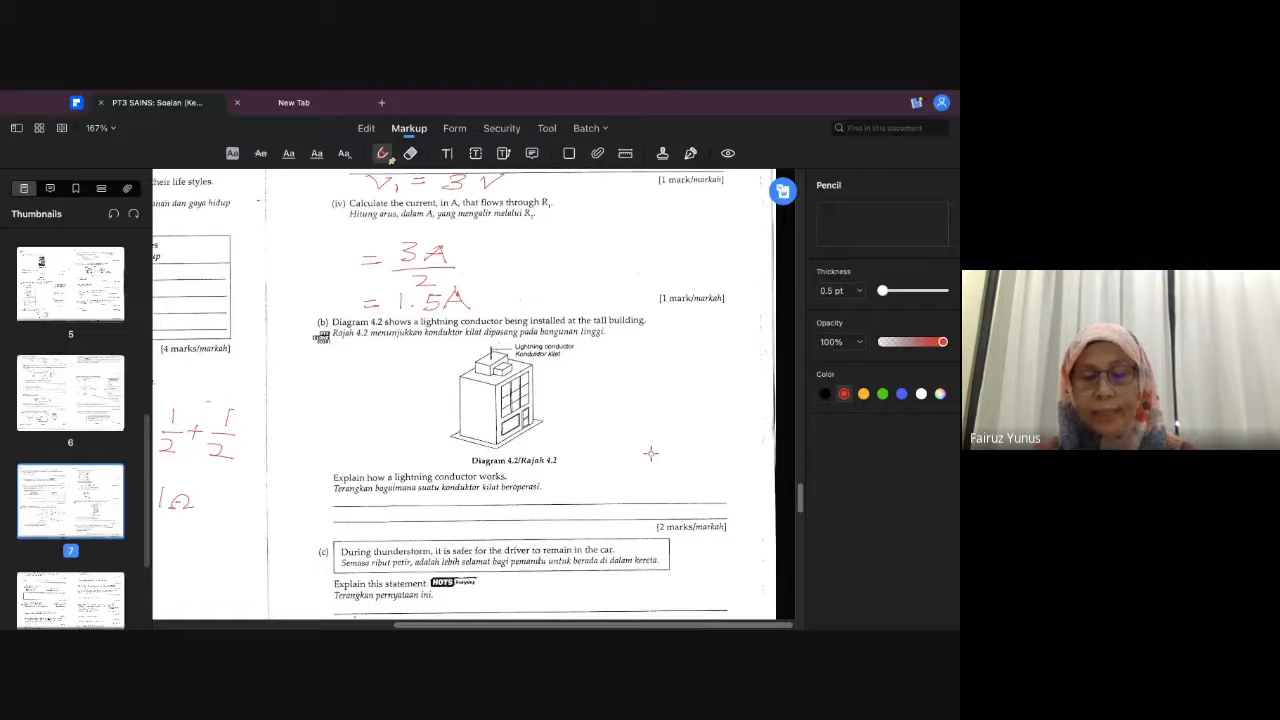 PT3 SAINS: Soalan (Ke...
New Tab
167%
Edit
Markup
Form
Security
Tool
Batch
Find in this document
Thumbnails
5
6
7
heir life styles.
anan dan gaya hidup
[4 marks/markah]
1/2 + 1/2
1Ω
V₁ = 3 V
[1 mark/markah]
(iv) Calculate the current, in A, that flows through R₁.
Hitung arus, dalam A, yang mengalir melalui R₁.
= 3A/2
= 1.5A
[1 mark/markah]
(b) Diagram 4.2 shows a lightning conductor being installed at the tall building.
Rajah 4.2 menunjukkan konduktor kilat dipasang pada bangunan tinggi.
Lightning conductor
Konduktor kilat
Diagram 4.2/Rajah 4.2
Explain how a lightning conductor works.
Terangkan bagaimana suatu konduktor kilat beroperasi.
[2 marks/markah]
(c) During thunderstorm, it is safer for the driver to remain in the car.
Semasa ribut petir, adalah lebih selamat bagi pemandu untuk berada di dalam kereta.
Explain this statement. HOTS
Terangkan pernyataan ini.
Pencil
Thickness
0.5 pt
Opacity
100%
Color
Fairuz Yunus